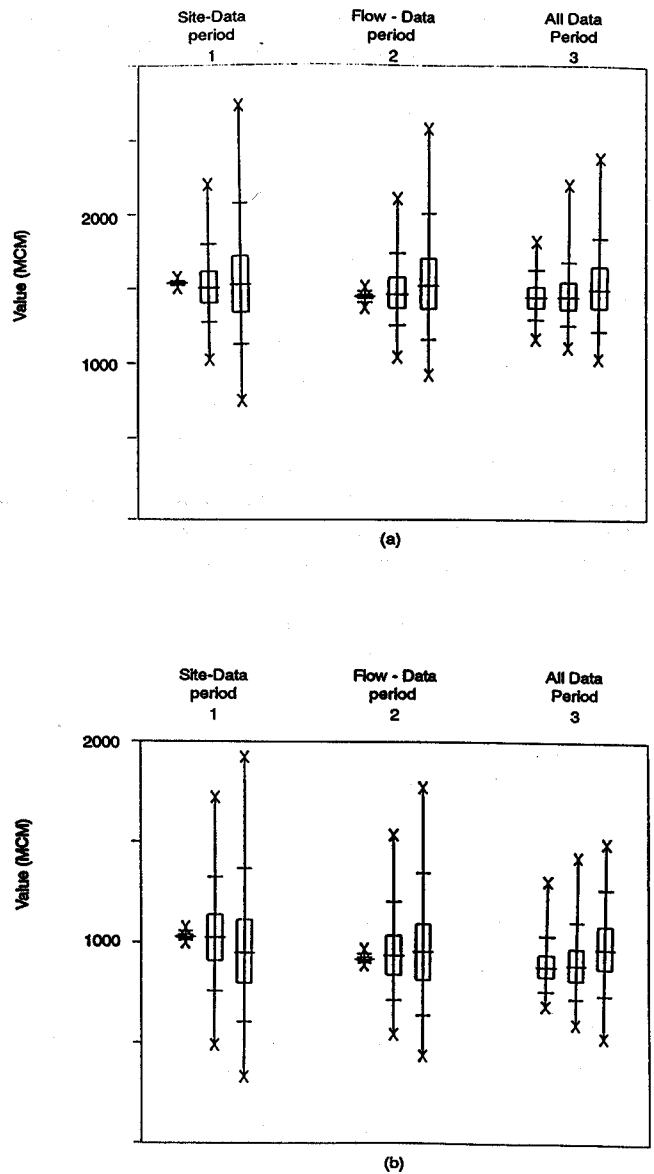 Site-Data
period
1
Flow - Data
period
2
All Data
Period
3
Value (MCM)
2000
1000
(a)
Site-Data
period
1
Flow - Data
period
2
All Data
Period
3
Value (MCM)
2000
1000
(b)